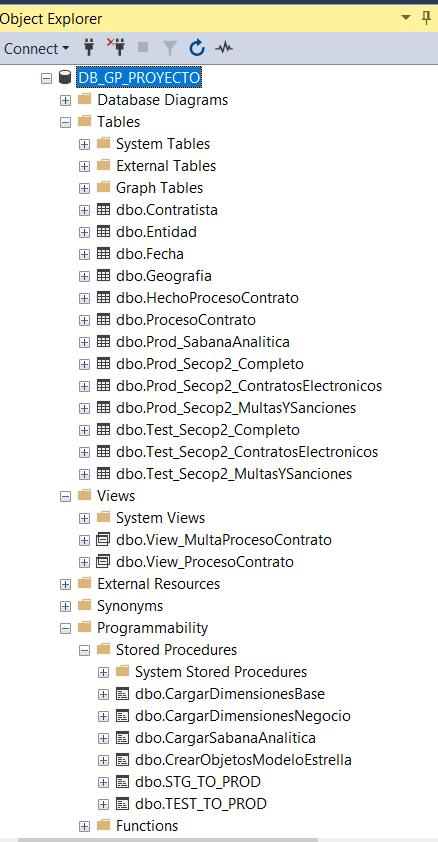 Object Explorer
Connect
DB_GP_PROYECTO
Database Diagrams
Tables
System Tables
External Tables
Graph Tables
dbo.Contratista
dbo.Entidad
dbo.Fecha
dbo.Geografia
dbo.HechoProcesoContrato
dbo.ProcesoContrato
dbo.Prod_SabanaAnalitica
dbo.Prod_Secop2_Completo
dbo.Prod_Secop2_ContratosElectronicos
dbo.Prod_Secop2_MultasYSanciones
dbo.Test_Secop2_Completo
dbo.Test_Secop2_ContratosElectronicos
dbo.Test_Secop2_MultasYSanciones
Views
System Views
dbo.View_MultaProcesoContrato
dbo.View_ProcesoContrato
External Resources
Synonyms
Programmability
Stored Procedures
System Stored Procedures
dbo.CargarDimensionesBase
dbo.CargarDimensionesNegocio
dbo.CargarSabanaAnalitica
dbo.CrearObjetosModeloEstrella
dbo.STG_TO_PROD
dbo.TEST_TO_PROD
Functions